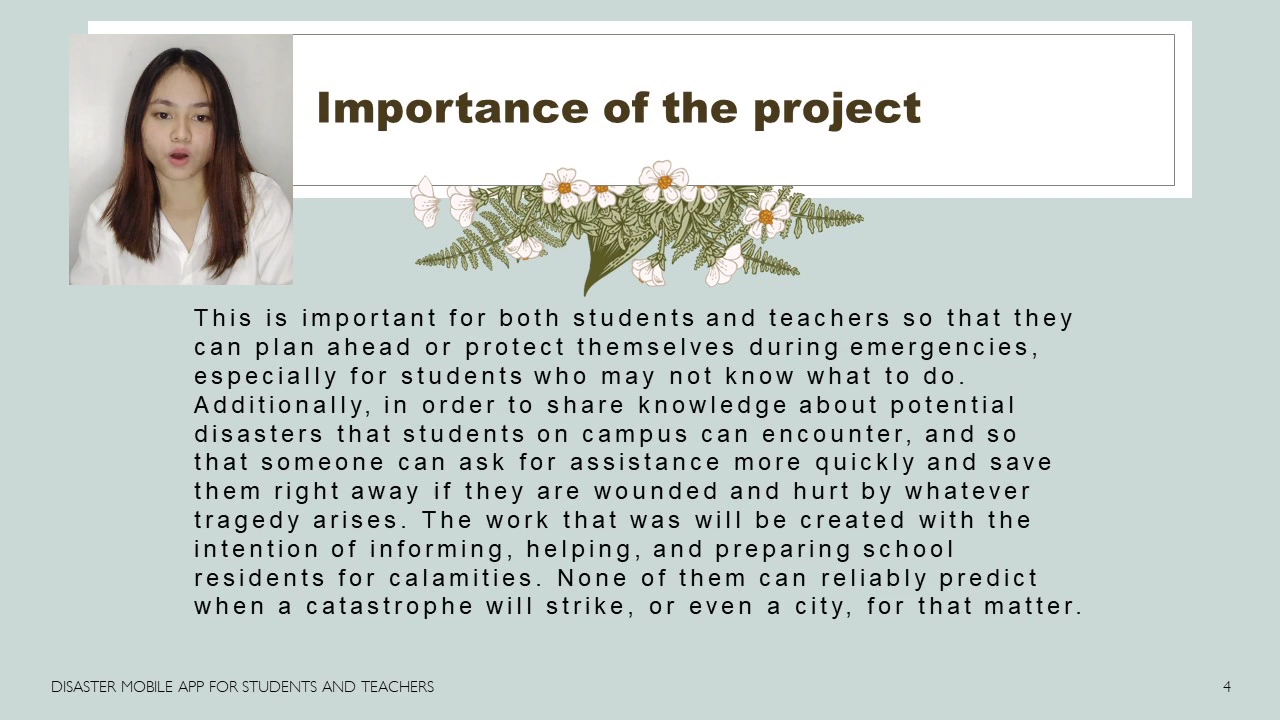 Importance of the project
This is important for both students and teachers so that they
can plan ahead or protect themselves during emergencies,
especially for students who may not know what to do.
Additionally, in order to share knowledge about potential
disasters that students on campus can encounter, and so
that someone can ask for assistance more quickly and save
them right away if they are wounded and hurt by whatever
tragedy arises. The work that was will be created with the
intention of informing, helping, and preparing school
residents for calamities. None of them can reliably predict
when a catastrophe will strike, or even a city, for that matter.
DISASTER MOBILE APP FOR STUDENTS AND TEACHERS
4